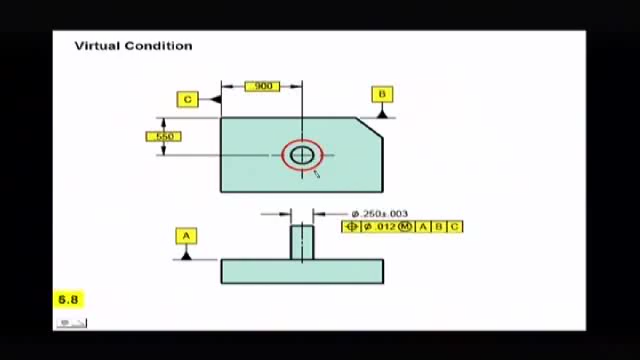 Virtual Condition
.900
C
B
.550
Ø.250±.003
⌖ Ø .012 Ⓜ A B C
A
5.8